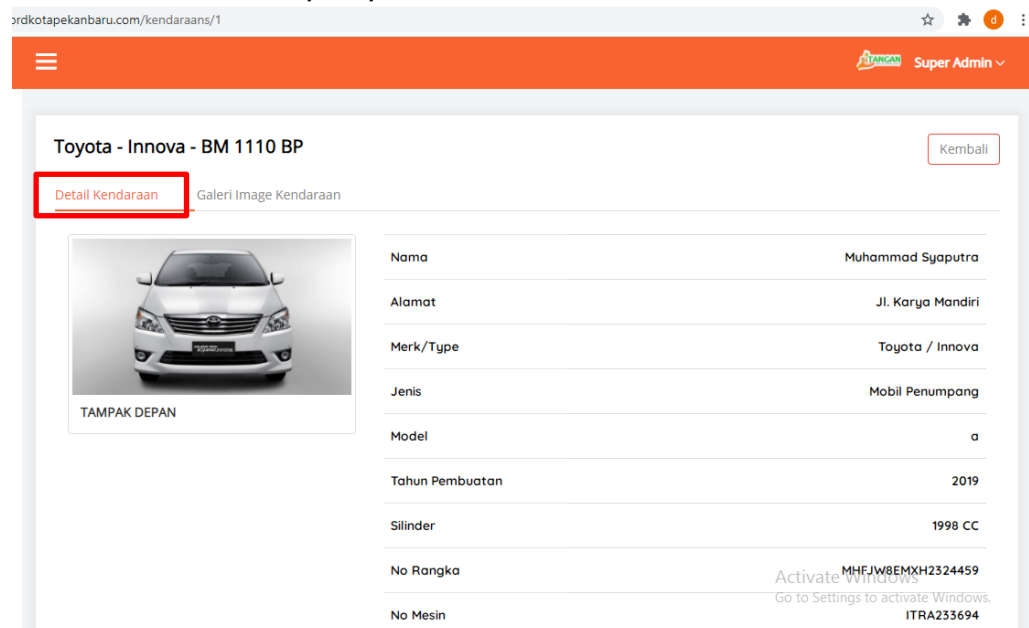 ordkotapekanbaru.com/kendaraans/1
d
TANGAN Super Admin
Toyota - Innova - BM 1110 BP
Kembali
Detail Kendaraan Galeri Image Kendaraan
TAMPAK DEPAN
Nama Muhammad Syaputra
Alamat Jl. Karya Mandiri
Merk/Type Toyota / Innova
Jenis Mobil Penumpang
Model a
Tahun Pembuatan 2019
Silinder 1998 CC
No Rangka MHFJW8EMXH2324459
No Mesin ITRA233694
Activate Windows
Go to Settings to activate Windows.